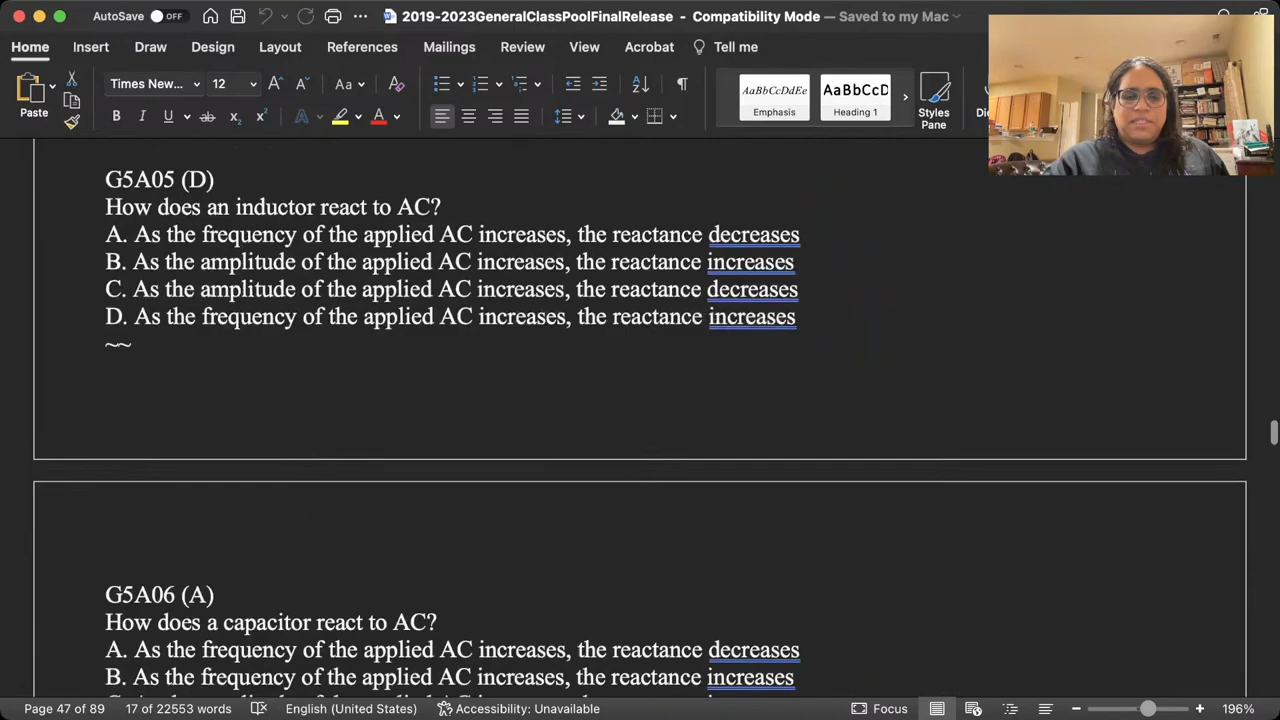 AutoSave OFF
2019-2023GeneralClassPoolFinalRelease - Compatibility Mode — Saved to my Mac
Home Insert Draw Design Layout References Mailings Review View Acrobat Tell me
Paste
Times New... 12
Aa
B I U ab x₂ x² A A
AaBbCcDdEe
Emphasis
AaBbCcD
Heading 1
Styles
Pane
G5A05 (D)
How does an inductor react to AC?
A. As the frequency of the applied AC increases, the reactance decreases
B. As the amplitude of the applied AC increases, the reactance increases
C. As the amplitude of the applied AC increases, the reactance decreases
D. As the frequency of the applied AC increases, the reactance increases
~~
G5A06 (A)
How does a capacitor react to AC?
A. As the frequency of the applied AC increases, the reactance decreases
B. As the frequency of the applied AC increases, the reactance increases
Page 47 of 89 17 of 22553 words English (United States) Accessibility: Unavailable Focus 196%